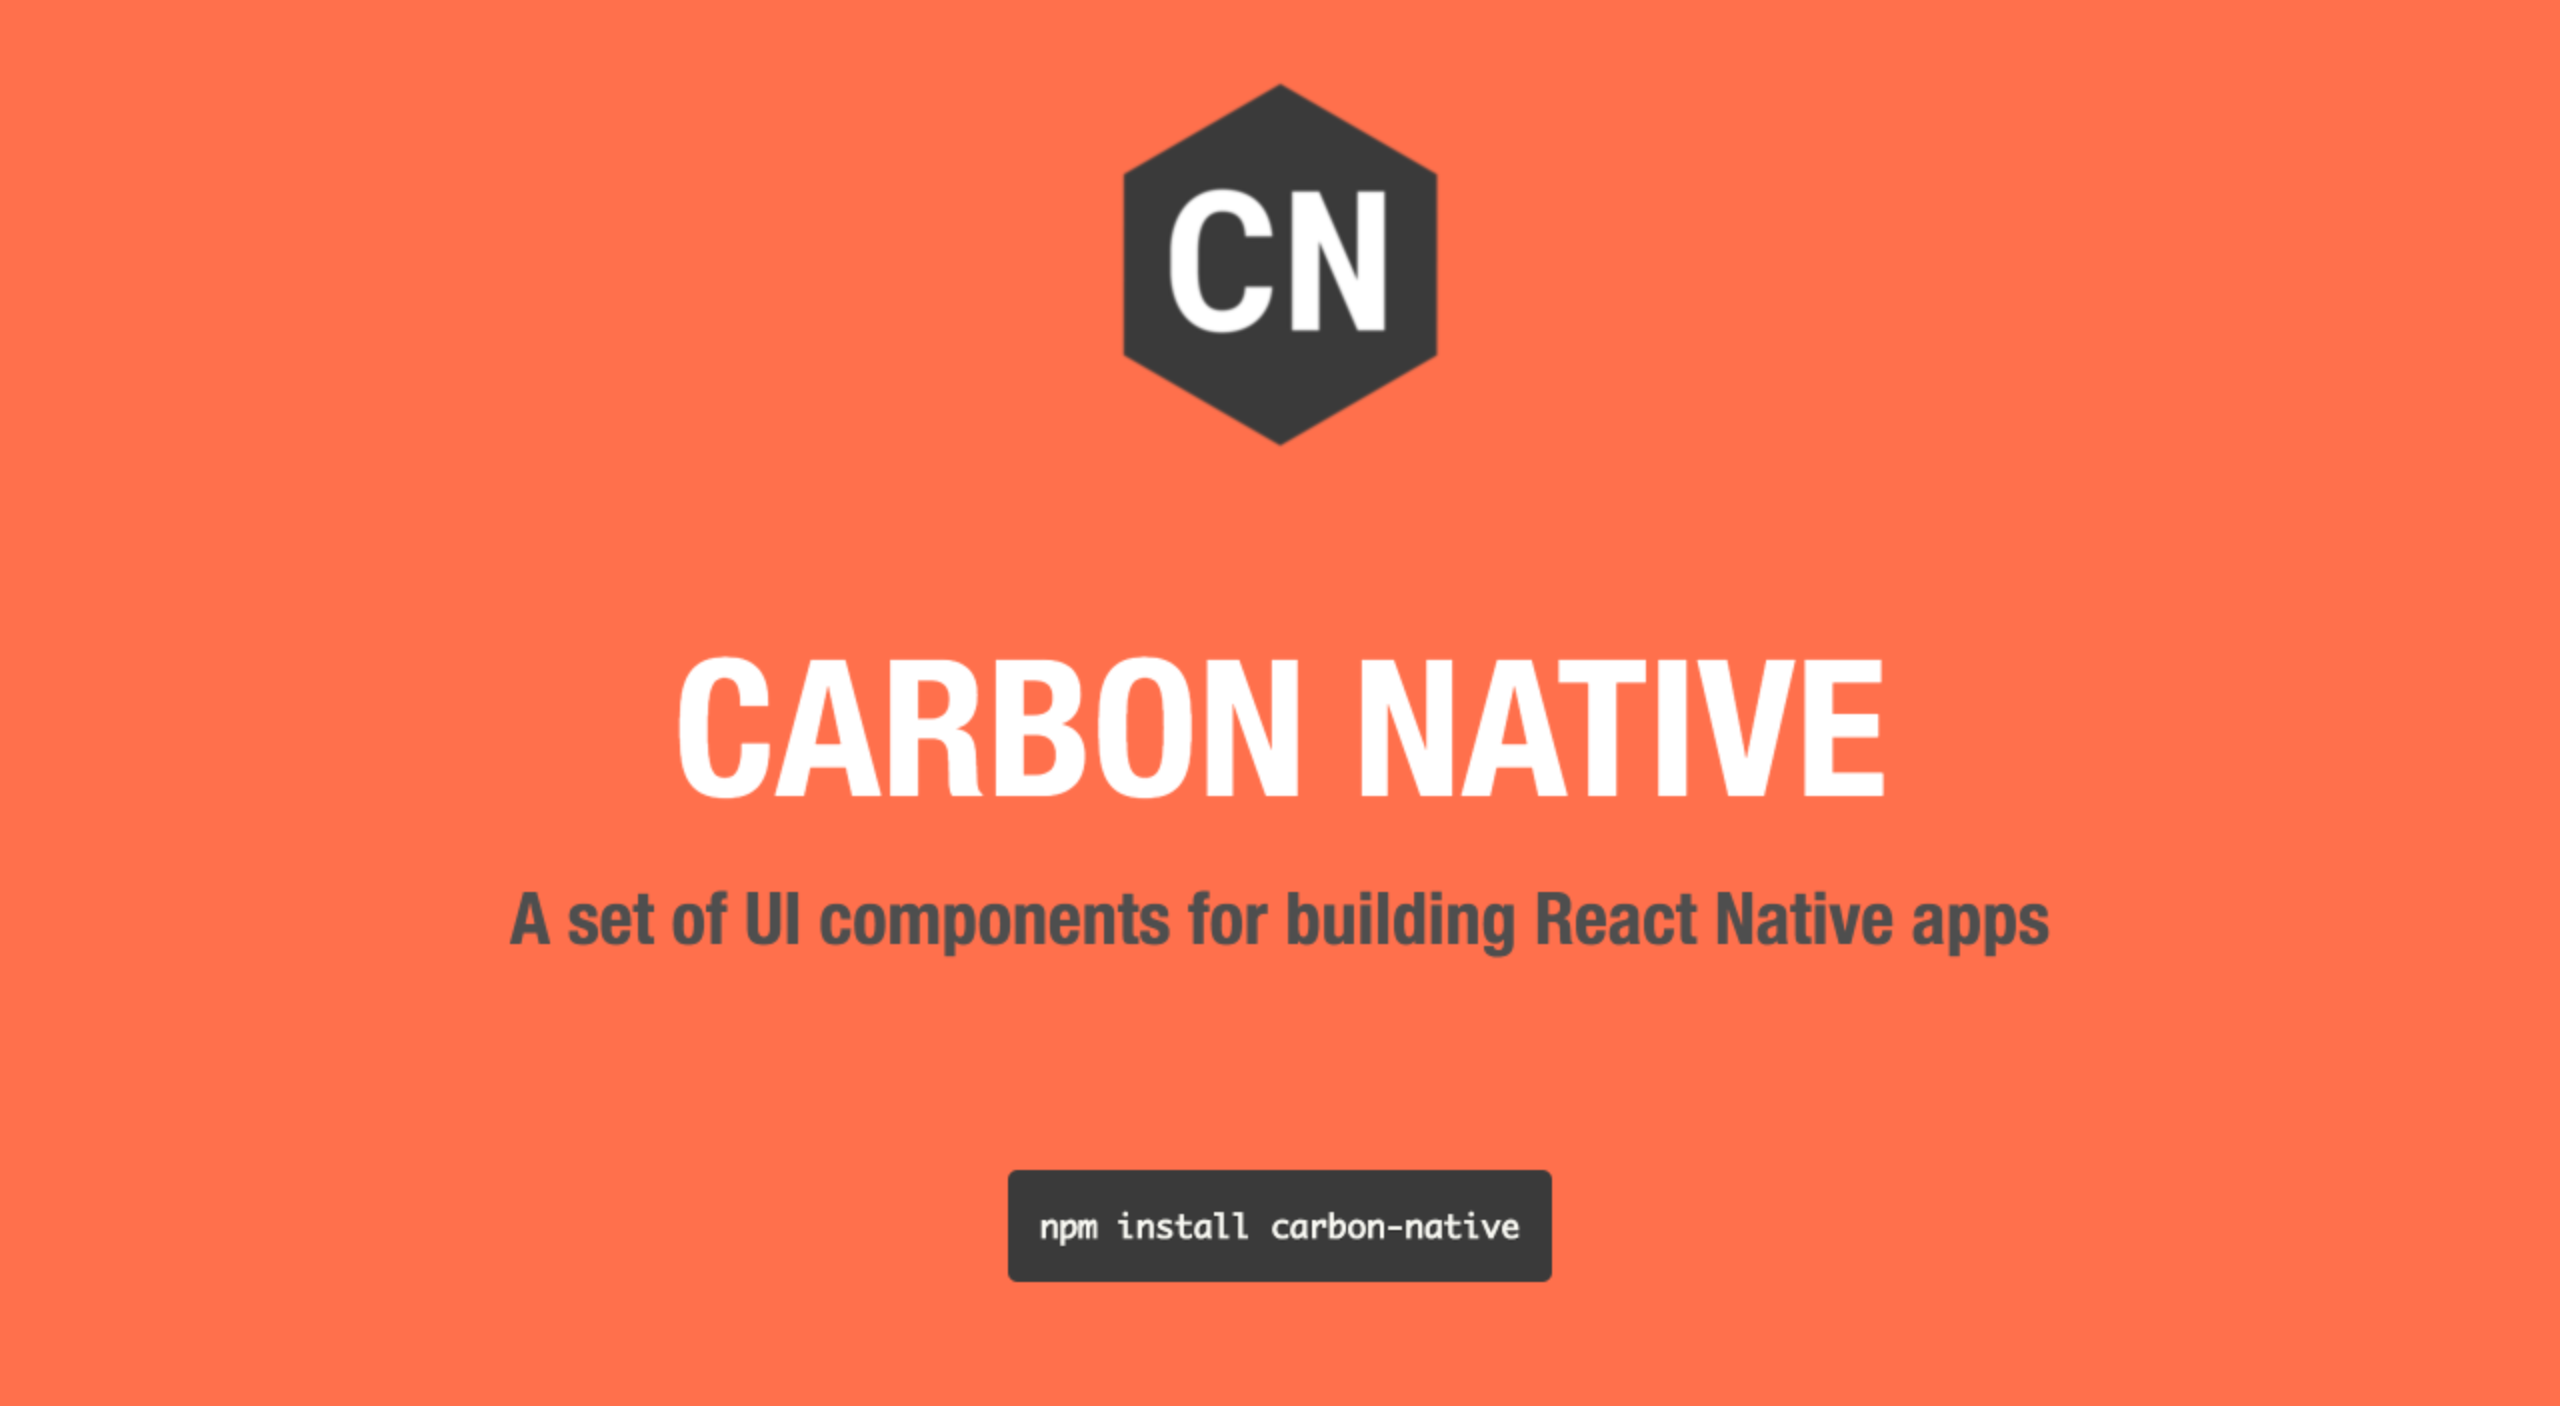 CN
CARBON NATIVE
A set of UI components for building React Native apps
npm install carbon-native